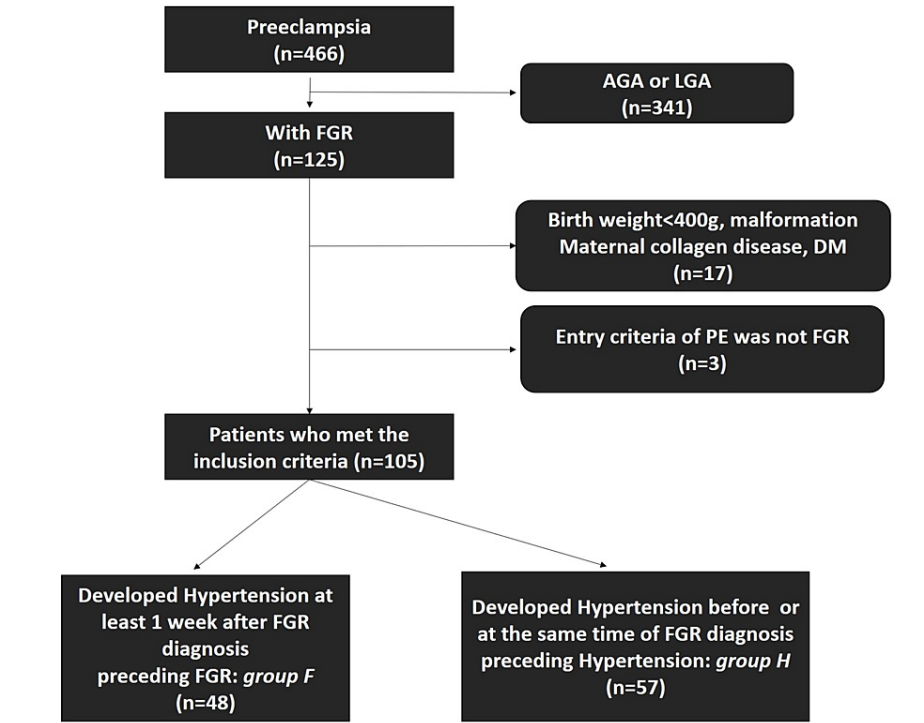 Preeclampsia
(n=466)
AGA or LGA
(n=341)
With FGR
(n=125)
Birth weight<400g, malformation
Maternal collagen disease, DM
(n=17)
Entry criteria of PE was not FGR
(n=3)
Patients who met the
inclusion criteria (n=105)
Developed Hypertension at
least 1 week after FGR
diagnosis
preceding FGR: group F
(n=48)
Developed Hypertension before or
at the same time of FGR diagnosis
preceding Hypertension: group H
(n=57)